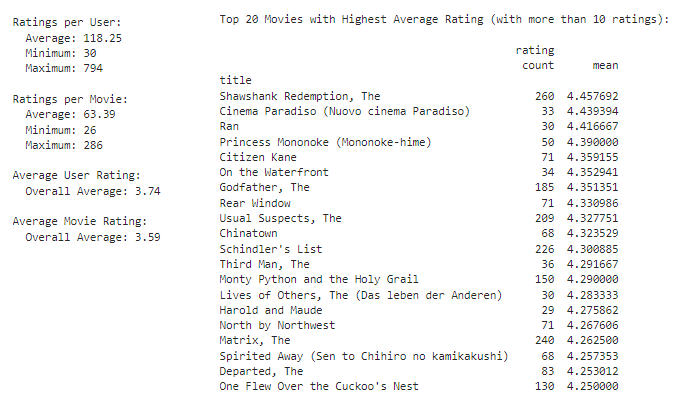 Ratings per User:
Average: 118.25
Minimum: 30
Maximum: 794
Ratings per Movie:
Average: 63.39
Minimum: 26
Maximum: 286
Average User Rating:
Overall Average: 3.74
Average Movie Rating:
Overall Average: 3.59
Top 20 Movies with Highest Average Rating (with more than 10 ratings):
rating
count mean
title
Shawshank Redemption, The 260 4.457692
Cinema Paradiso (Nuovo cinema Paradiso) 33 4.439394
Ran 30 4.416667
Princess Mononoke (Mononoke-hime) 50 4.390000
Citizen Kane 71 4.359155
On the Waterfront 34 4.352941
Godfather, The 185 4.351351
Rear Window 71 4.330986
Usual Suspects, The 209 4.327751
Chinatown 68 4.323529
Schindler's List 226 4.300885
Third Man, The 36 4.291667
Monty Python and the Holy Grail 150 4.290000
Lives of Others, The (Das leben der Anderen) 30 4.283333
Harold and Maude 29 4.275862
North by Northwest 71 4.267606
Matrix, The 240 4.262500
Spirited Away (Sen to Chihiro no kamikakushi) 68 4.257353
Departed, The 83 4.253012
One Flew Over the Cuckoo's Nest 130 4.250000